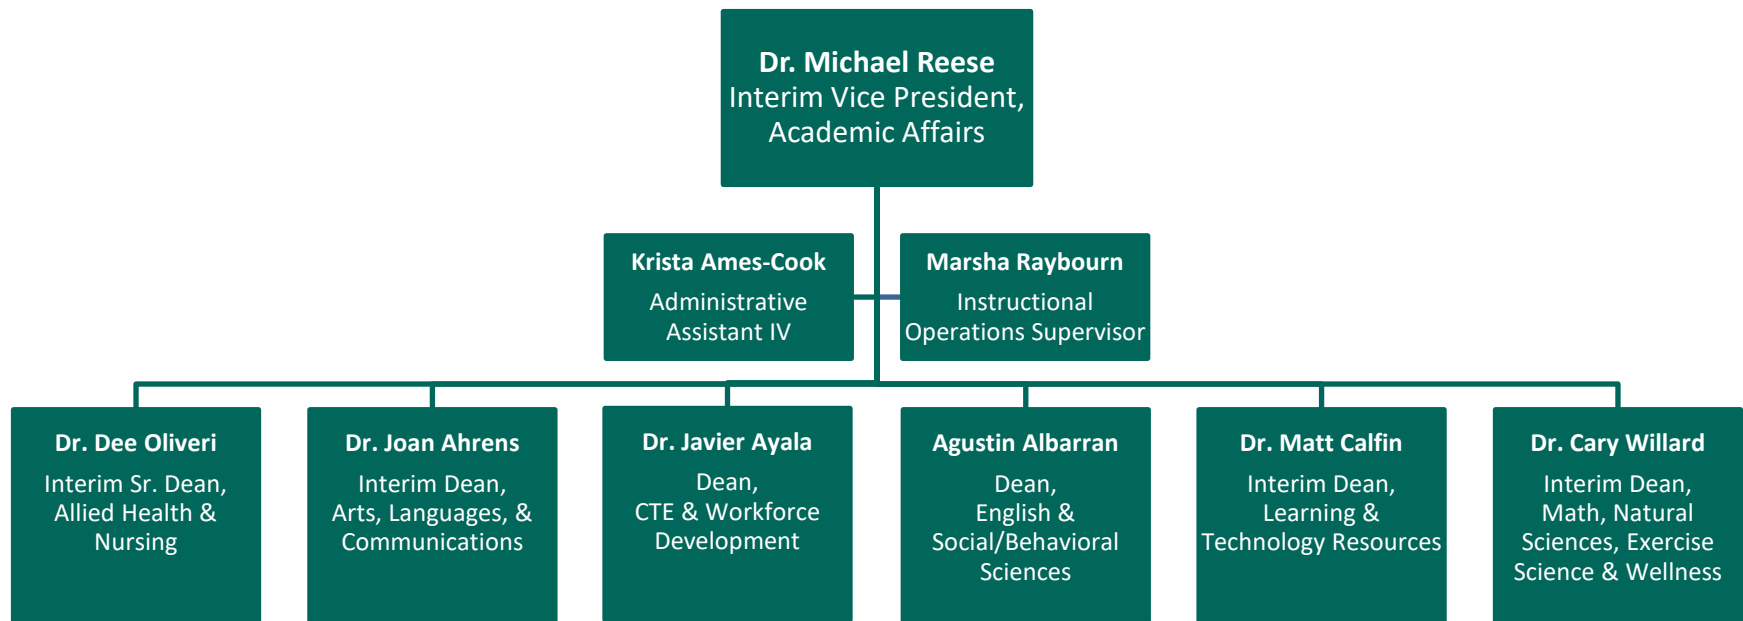 Dr. Michael Reese
Interim Vice President,
Academic Affairs
Krista Ames-Cook
Administrative
Assistant IV
Marsha Raybourn
Instructional
Operations Supervisor
Dr. Dee Oliveri
Interim Sr. Dean,
Allied Health &
Nursing
Dr. Joan Ahrens
Interim Dean,
Arts, Languages, &
Communications
Dr. Javier Ayala
Dean,
CTE & Workforce
Development
Agustin Albarran
Dean,
English &
Social/Behavioral
Sciences
Dr. Matt Calfin
Interim Dean,
Learning &
Technology Resources
Dr. Cary Willard
Interim Dean,
Math, Natural
Sciences, Exercise
Science & Wellness